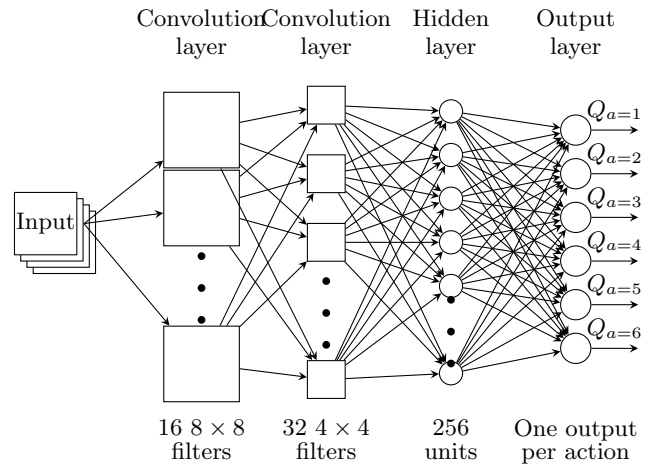 Convolution Convolution Hidden Output
layer layer layer layer
Q_{a=1}
Q_{a=2}
Input
Q_{a=3}
Q_{a=4}
Q_{a=5}
Q_{a=6}
16 8 × 8 32 4 × 4 256 One output
filters filters units per action